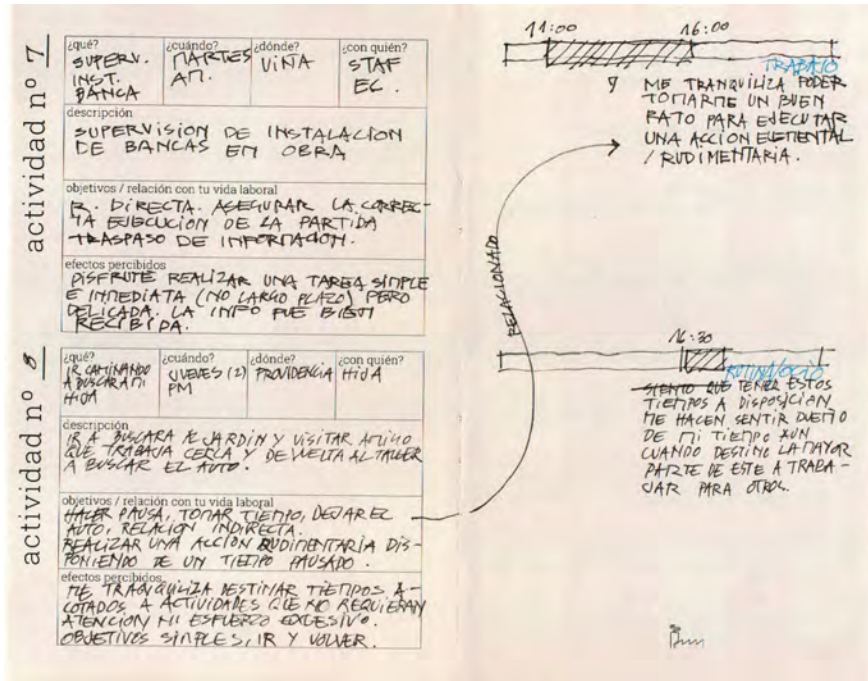 actividad nº 7
¿qué? ¿cuándo? ¿dónde? ¿con quién?
SUPERV. MARTES VIÑA STAF
INST. AM. EC.
BANCA
descripción
SUPERVISION DE INSTALACION
DE BANCAS EN OBRA
objetivos / relación con tu vida laboral
R. DIRECTA. ASEGURAR LA CORREC-
TA EJECUCION DE LA PARTIDA
TRASPASO DE INFORMACION.
efectos percibidos
DISFRUTE REALIZAR UNA TAREA SIMPLE
E INMEDIATA (NO LARGO PLAZO) PERO
DELICADA. LA INFO FUE BIEN
RECIBIDA.
actividad nº 8
¿qué? ¿cuándo? ¿dónde? ¿con quién?
IR CAMINANDO JUEVES (2) PROVIDENCIA HIJA
A BUSCAR A MI PM
HIJA
descripción
IR A BUSCAR A JARDIN Y VISITAR AMIGO
QUE TRABAJA CERCA Y DE VUELTA AL TALLER
A BUSCAR EL AUTO.
objetivos / relación con tu vida laboral
HACER PAUSA, TOMAR TIEMPO, DEJAR EL
AUTO, RELACION INDIRECTA.
REALIZAR UNA ACCION RUDIMENTARIA DIS-
PONIENDO DE UN TIEMPO PAUSADO.
efectos percibidos
ME TRANQUILIZA DESTINAR TIEMPOS A-
COTADOS A ACTIVIDADES QUE NO REQUIERAN
ATENCION NI ESFUERZO EXCESIVO.
OBJETIVOS SIMPLES, IR Y VOLVER.
RELACIONADO
11:00 16:00
TRABAJO
ME TRANQUILIZA PODER
TOMARME UN BUEN
RATO PARA EJECUTAR
UNA ACCION ELEMENTAL
/ RUDIMENTARIA.
16:30
RUTINA/OCIO
SIENTO QUE TENER ESTOS
TIEMPOS A DISPOSICIAN
ME HACEN SENTIR DUEÑO
DE MI TIEMPO AUN
CUANDO DESTINO LA MAYOR
PARTE DE ESTE A TRABA-
JAR PARA OTROS.